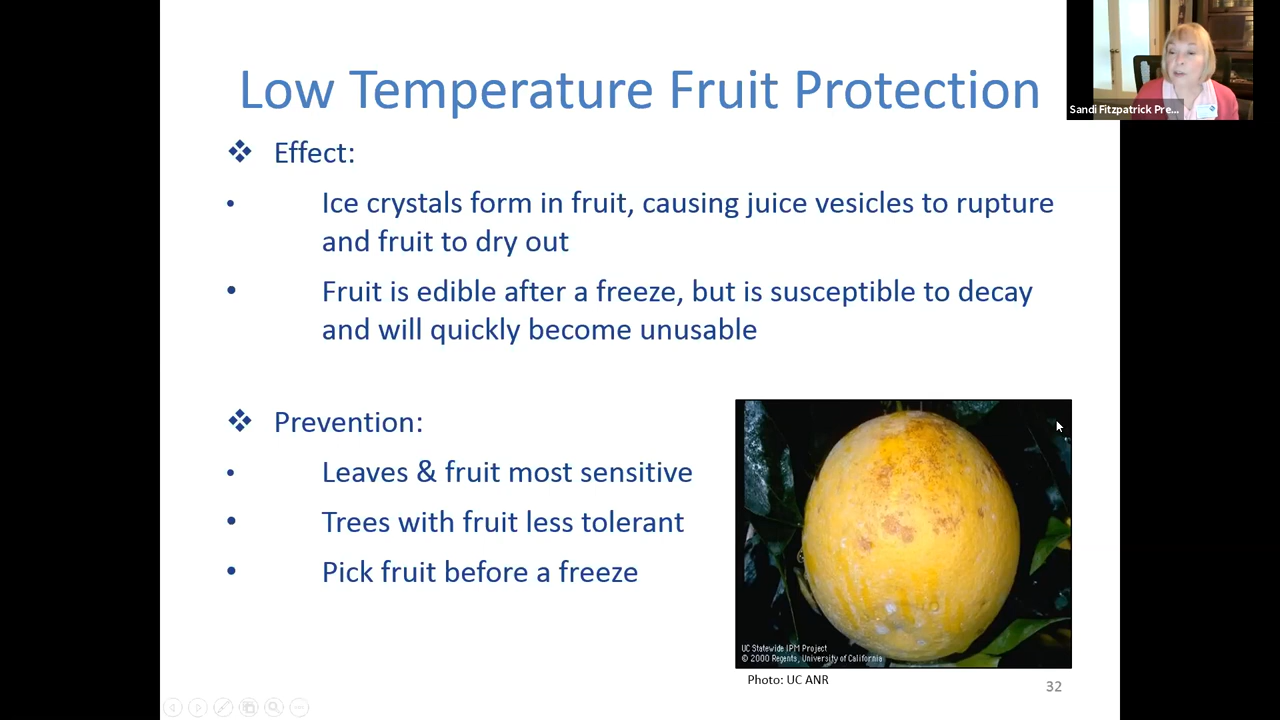 Low Temperature Fruit Protection
Sandi Fitzpatrick Pre...
❖ Effect:
• Ice crystals form in fruit, causing juice vesicles to rupture
and fruit to dry out
• Fruit is edible after a freeze, but is susceptible to decay
and will quickly become unusable
❖ Prevention:
• Leaves & fruit most sensitive
• Trees with fruit less tolerant
• Pick fruit before a freeze
UC Statewide IPM Project
© 2000 Regents, University of California
Photo: UC ANR
32